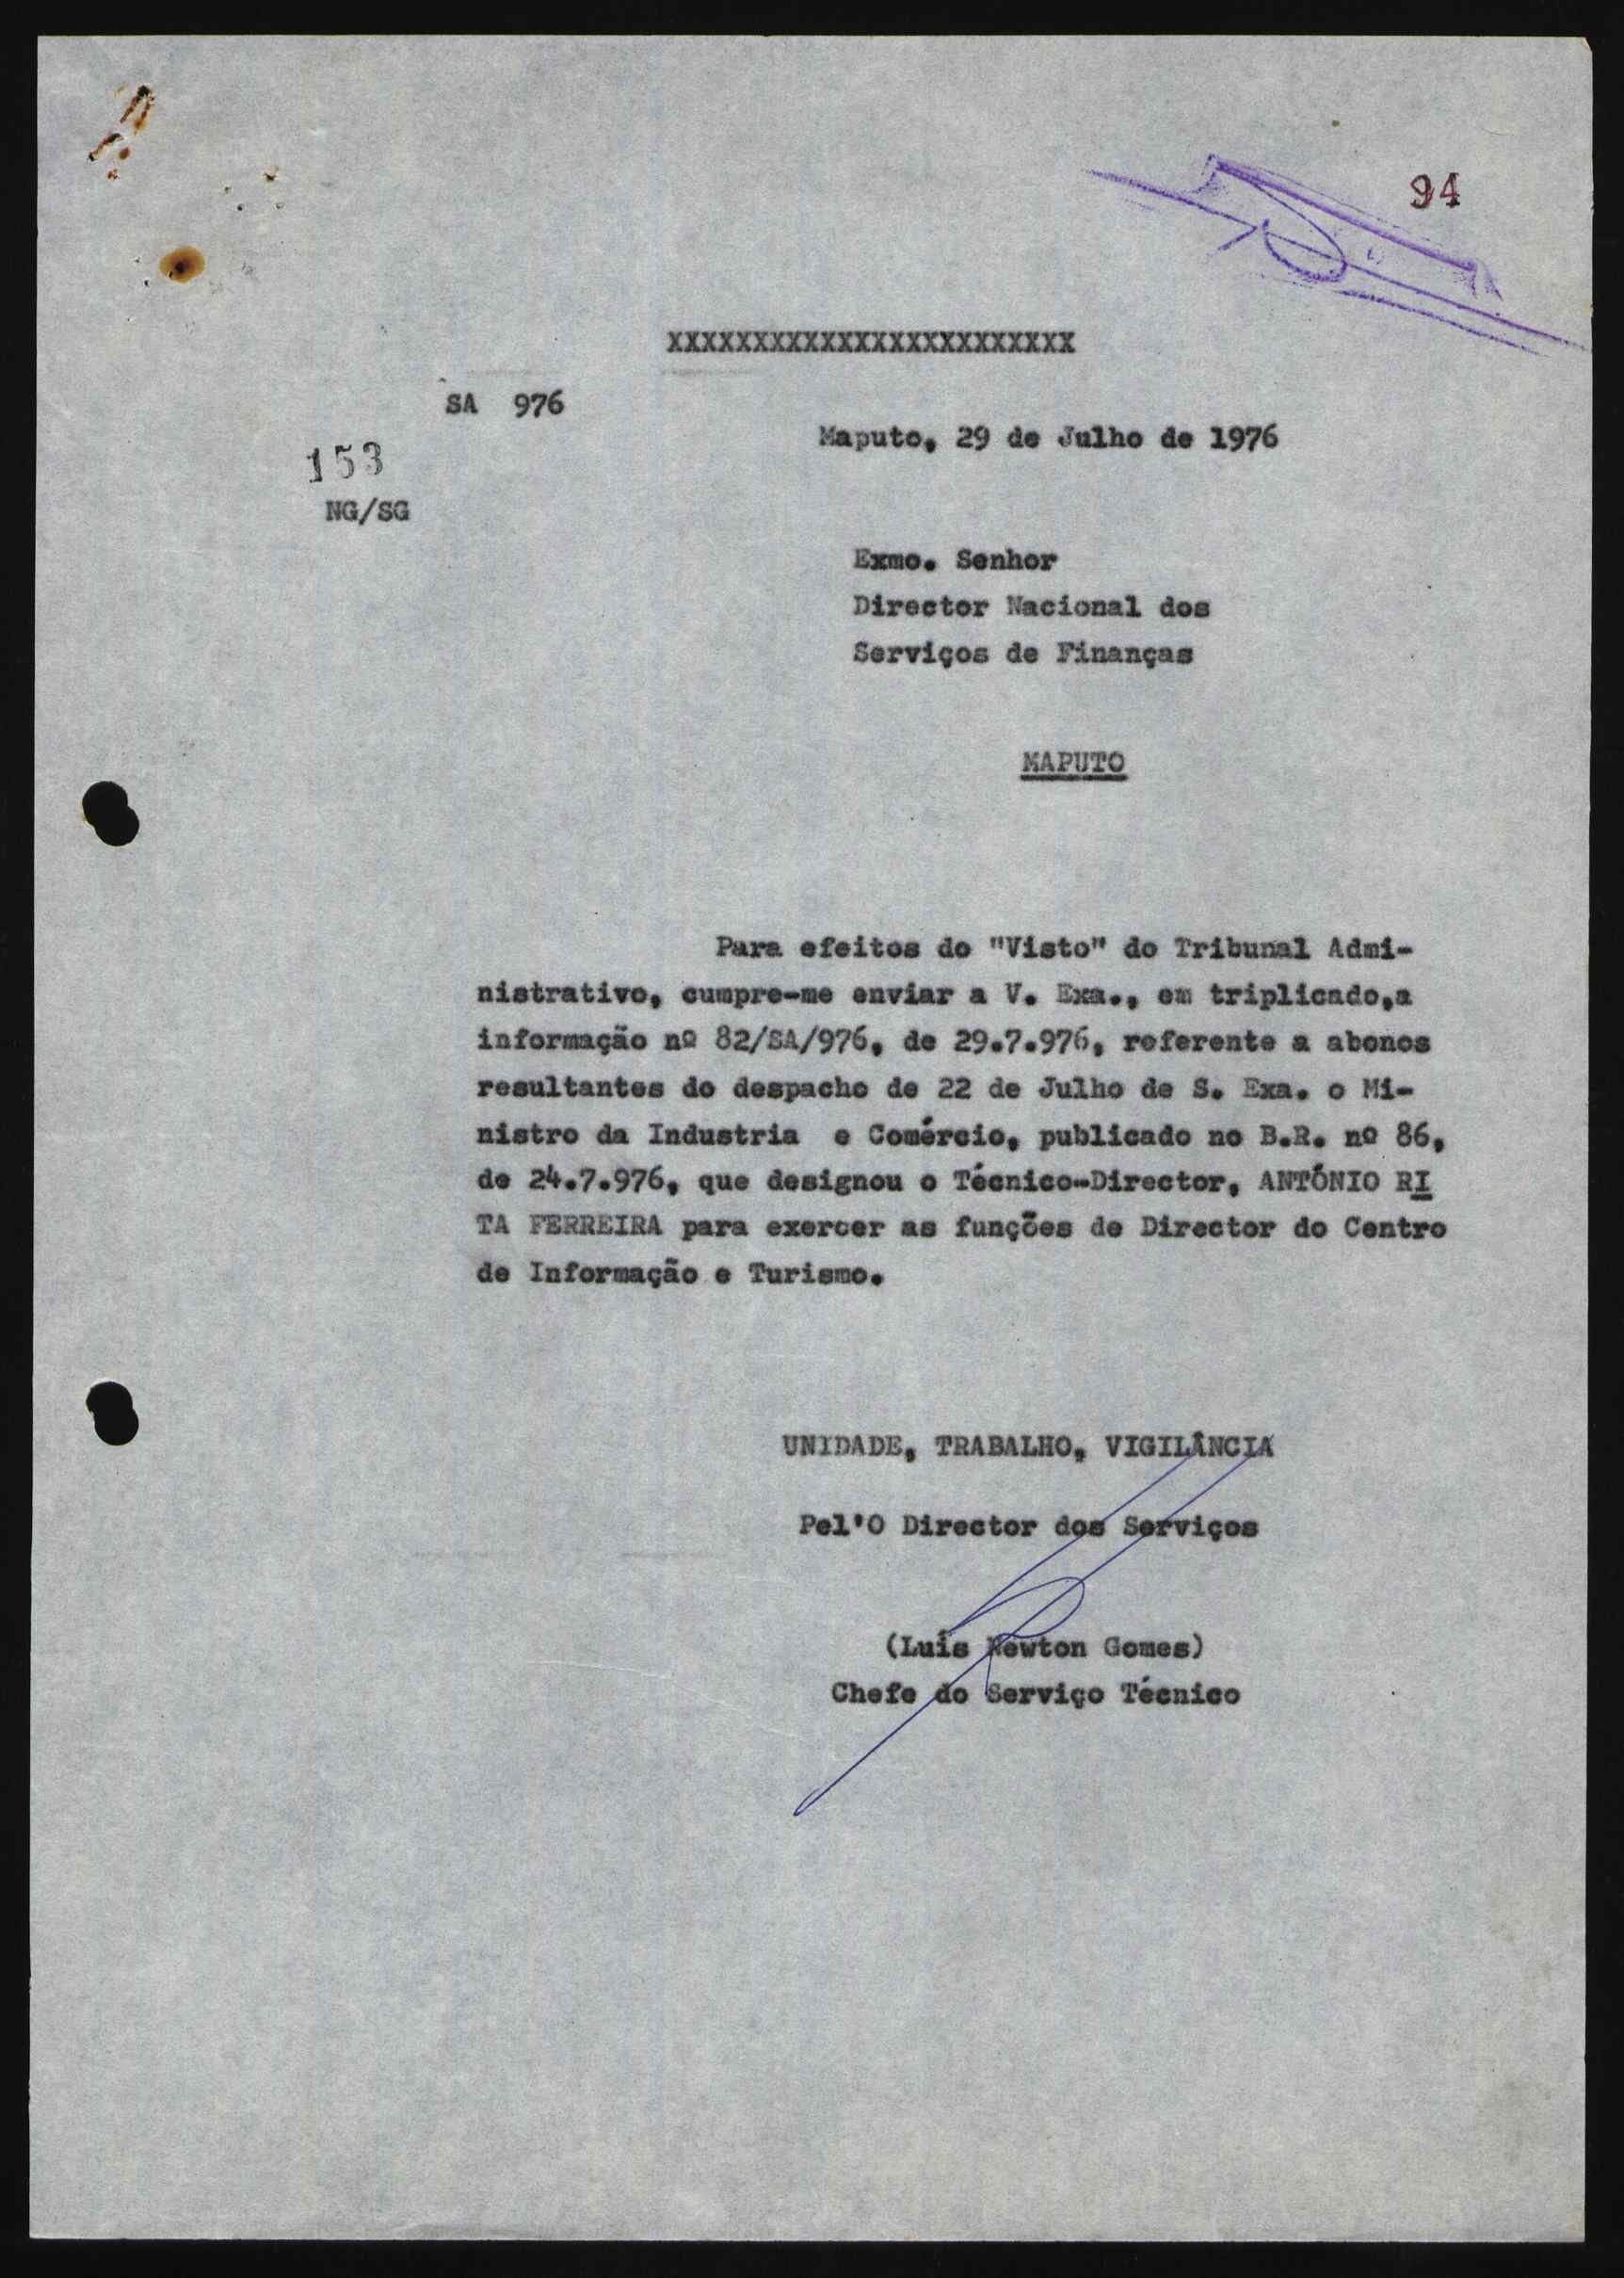 94
XXXXXXXXXXXXXXXXXXXXXXXX
SA 976
Maputo, 29 de Julho de 1976
153
NG/SG
Exmo. Senhor
Director Nacional dos
Serviços de Finanças
MAPUTO
Para efeitos do "Visto" do Tribunal Admi-
nistrativo, cumpre-me enviar a V. Exa., em triplicado,a
informação nº 82/SA/976, de 29.7.976, referente a abonos
resultantes do despacho de 22 de Julho de S. Exa. o Mi-
nistro da Industria e Comércio, publicado no B.R. nº 86,
de 24.7.976, que designou o Técnico-Director, ANTÓNIO RI
TA FERREIRA para exercer as funções de Director do Centro
de Informação e Turismo.
UNIDADE, TRABALHO, VIGILÂNCIA
Pel'O Director dos Serviços
(Luís Newton Gomes)
Chefe do Serviço Técnico